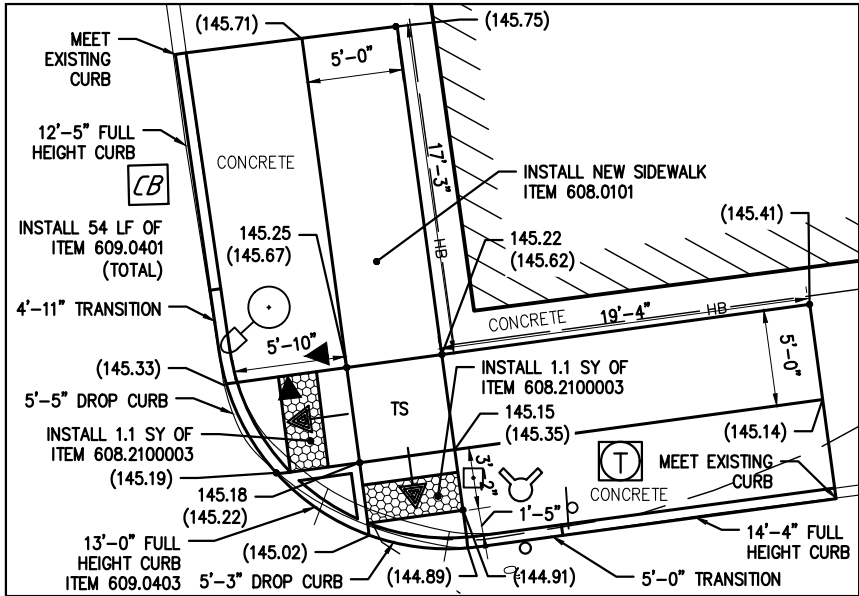 (145.71)
(145.75)
MEET
EXISTING
CURB
5'-0"
12'-5" FULL
HEIGHT CURB
CONCRETE
17'-3"
CB
INSTALL NEW SIDEWALK
ITEM 608.0101
(145.41)
INSTALL 54 LF OF
ITEM 609.0401
(TOTAL)
145.25
(145.67)
145.22
(145.62)
HB
4'-11" TRANSITION
CONCRETE
19'-4"
HB
5'-10"
(145.33)
INSTALL 1.1 SY OF
ITEM 608.2100003
5'-0"
5'-5" DROP CURB
TS
INSTALL 1.1 SY OF
ITEM 608.2100003
145.15
(145.35)
(145.14)
(145.19)
T
MEET EXISTING
CURB
3'-2"
CONCRETE
145.18
(145.22)
1'-5"
13'-0" FULL
HEIGHT CURB
ITEM 609.0403
(145.02)
14'-4" FULL
HEIGHT CURB
5'-3" DROP CURB
(144.89)
(144.91)
5'-0" TRANSITION